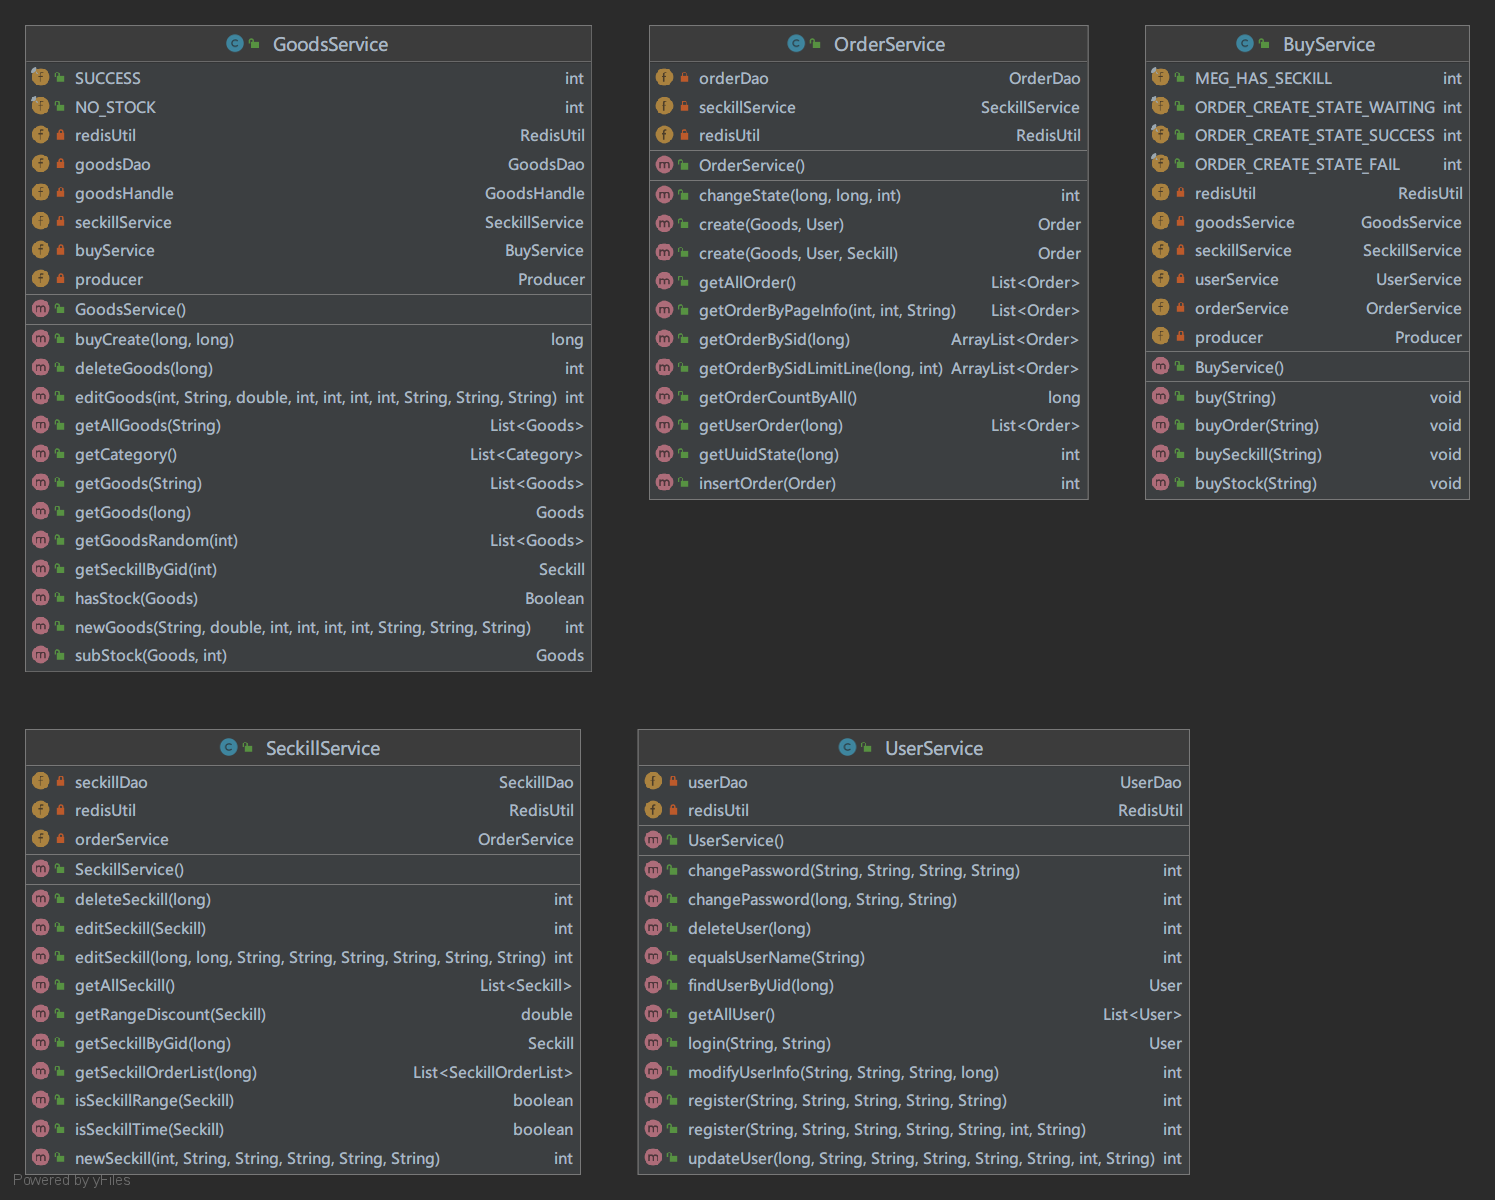 GoodsService
SUCCESS int
NO_STOCK int
redisUtil RedisUtil
goodsDao GoodsDao
goodsHandle GoodsHandle
seckillService SeckillService
buyService BuyService
producer Producer
GoodsService()
buyCreate(long, long) long
deleteGoods(long) int
editGoods(int, String, double, int, int, int, int, String, String, String) int
getAllGoods(String) List<Goods>
getCategory() List<Category>
getGoods(String) List<Goods>
getGoods(long) Goods
getGoodsRandom(int) List<Goods>
getSeckillByGid(int) Seckill
hasStock(Goods) Boolean
newGoods(String, double, int, int, int, int, String, String, String) int
subStock(Goods, int) Goods
OrderService
orderDao OrderDao
seckillService SeckillService
redisUtil RedisUtil
OrderService()
changeState(long, long, int) int
create(Goods, User) Order
create(Goods, User, Seckill) Order
getAllOrder() List<Order>
getOrderByPageInfo(int, int, String) List<Order>
getOrderBySid(long) ArrayList<Order>
getOrderBySidLimitLine(long, int) ArrayList<Order>
getOrderCountByAll() long
getUserOrder(long) List<Order>
getUuidState(long) int
insertOrder(Order) int
BuyService
MEG_HAS_SECKILL int
ORDER_CREATE_STATE_WAITING int
ORDER_CREATE_STATE_SUCCESS int
ORDER_CREATE_STATE_FAIL int
redisUtil RedisUtil
goodsService GoodsService
seckillService SeckillService
userService UserService
orderService OrderService
producer Producer
BuyService()
buy(String) void
buyOrder(String) void
buySeckill(String) void
buyStock(String) void
SeckillService
seckillDao SeckillDao
redisUtil RedisUtil
orderService OrderService
SeckillService()
deleteSeckill(long) int
editSeckill(Seckill) int
editSeckill(long, long, String, String, String, String, String, String) int
getAllSeckill() List<Seckill>
getRangeDiscount(Seckill) double
getSeckillByGid(long) Seckill
getSeckillOrderList(long) List<SeckillOrderList>
isSeckillRange(Seckill) boolean
isSeckillTime(Seckill) boolean
newSeckill(int, String, String, String, String, String) int
UserService
userDao UserDao
redisUtil RedisUtil
UserService()
changePassword(String, String, String, String) int
changePassword(long, String, String) int
deleteUser(long) int
equalsUserName(String) int
findUserByUid(long) User
getAllUser() List<User>
login(String, String) User
modifyUserInfo(String, String, String, long) int
register(String, String, String, String, String) int
register(String, String, String, String, String, int, String) int
updateUser(long, String, String, String, String, String, int, String) int
Powered by yFiles